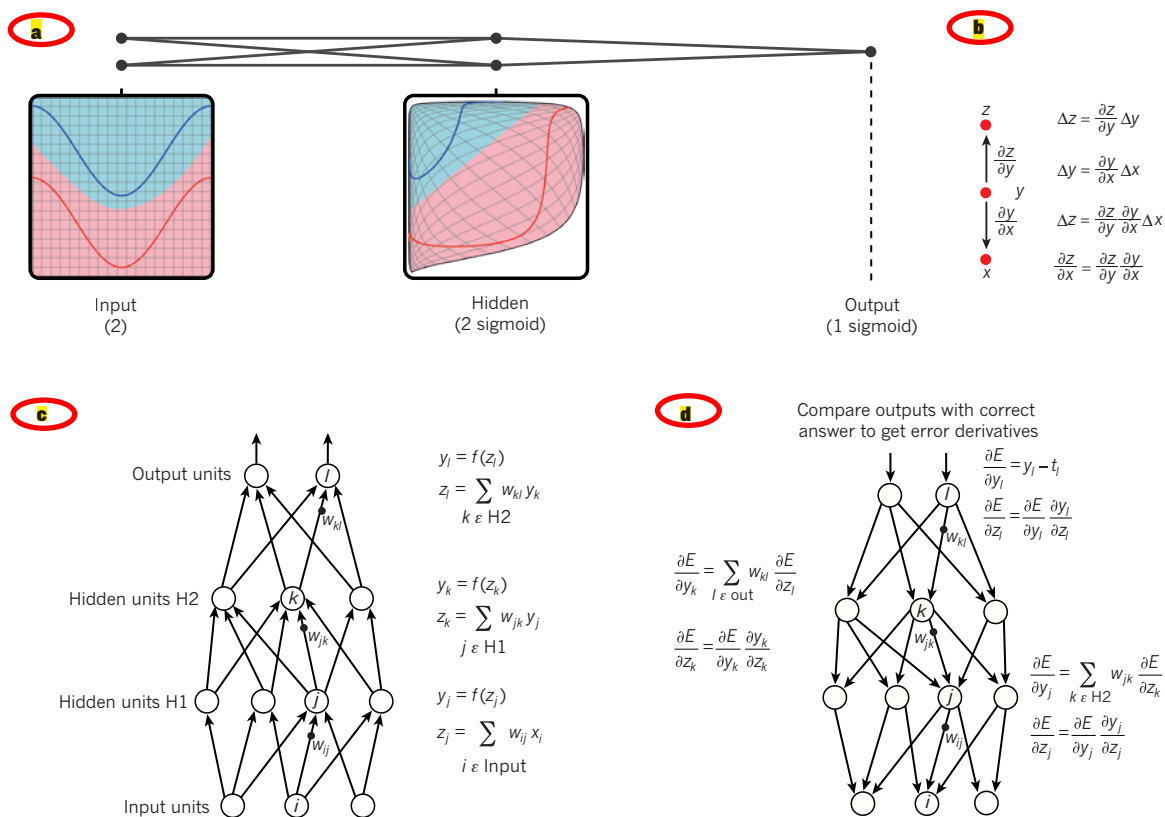 a
Input
(2)
Hidden
(2 sigmoid)
Output
(1 sigmoid)
b
z
∂z/∂y
y
∂y/∂x
x
Δz = ∂z/∂y Δy
Δy = ∂y/∂x Δx
Δz = ∂z/∂y ∂y/∂x Δx
∂z/∂x = ∂z/∂y ∂y/∂x
c
Output units
l
w_kl
y_l = f(z_l)
z_l = ∑ w_kl y_k
k ε H2
Hidden units H2
k
w_jk
y_k = f(z_k)
z_k = ∑ w_jk y_j
j ε H1
Hidden units H1
j
w_ij
y_j = f(z_j)
z_j = ∑ w_ij x_i
i ε Input
Input units
i
d
Compare outputs with correct
answer to get error derivatives
l
∂E/∂y_l = y_l − t_l
∂E/∂z_l = ∂E/∂y_l ∂y_l/∂z_l
w_kl
∂E/∂y_k = ∑ w_kl ∂E/∂z_l
l ε out
∂E/∂z_k = ∂E/∂y_k ∂y_k/∂z_k
k
w_jk
∂E/∂y_j = ∑ w_jk ∂E/∂z_k
k ε H2
∂E/∂z_j = ∂E/∂y_j ∂y_j/∂z_j
j
w_ij
i